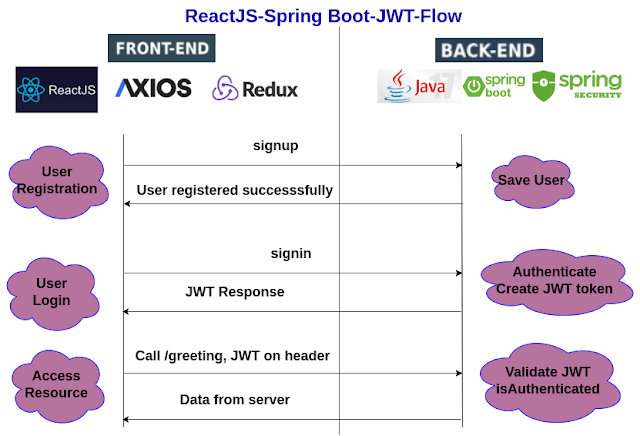 ReactJS-Spring Boot-JWT-Flow
FRONT-END
BACK-END
ReactJS
AXIOS
Redux
Java
17
spring
boot
spring
SECURITY
signup
User
Registration
Save User
User registered successsfully
signin
User
Login
Authenticate
Create JWT token
JWT Response
Call /greeting, JWT on header
Access
Resource
Validate JWT
isAuthenticated
Data from server